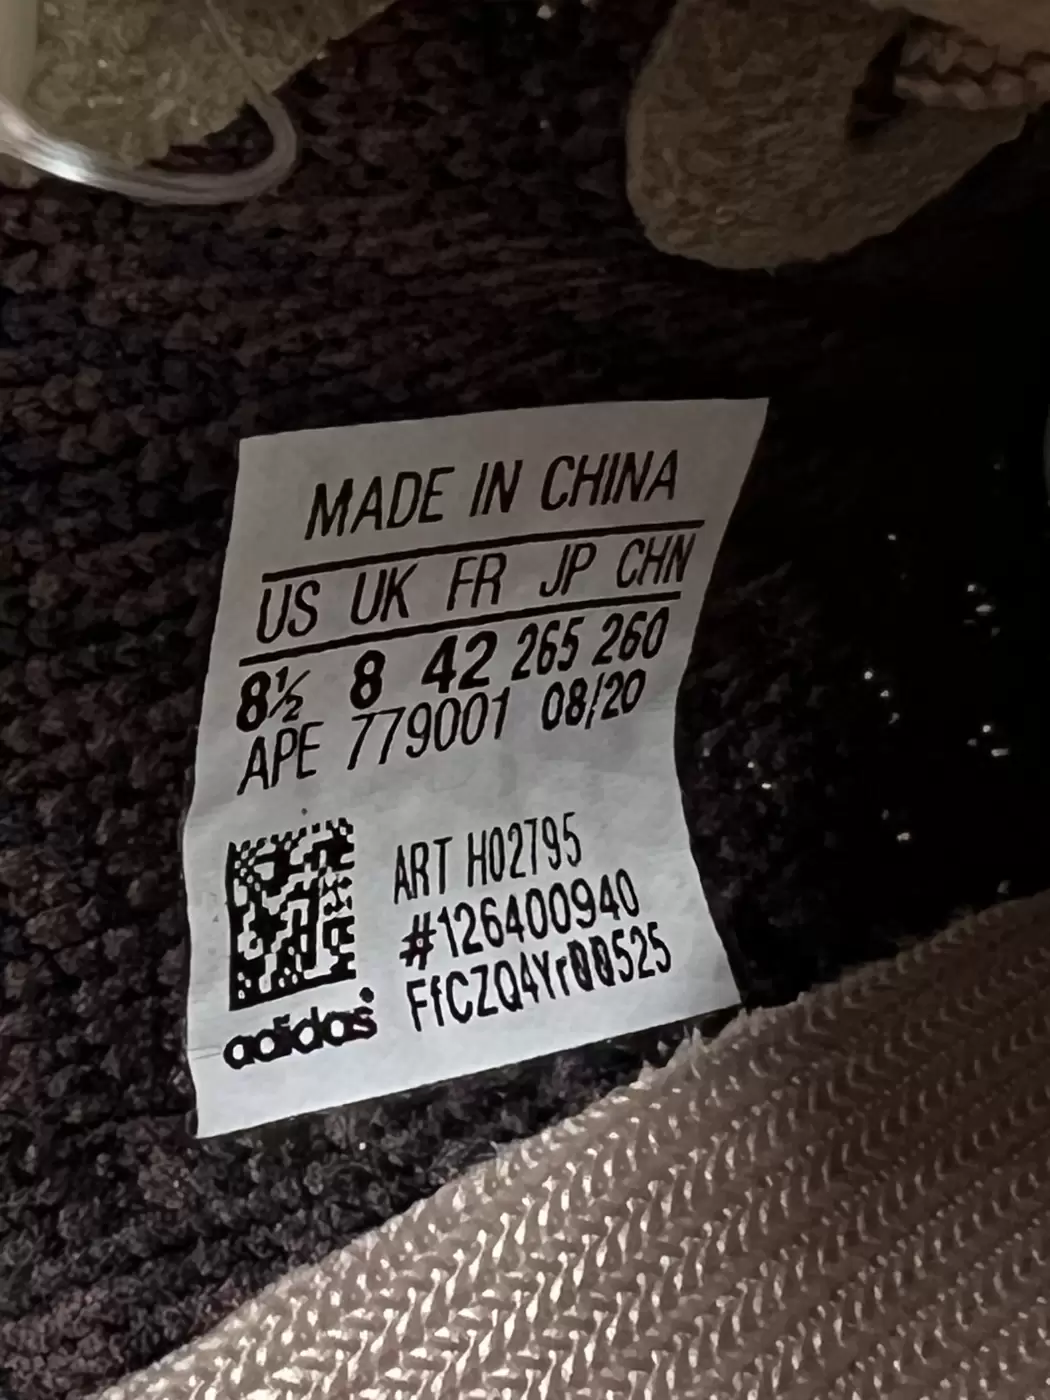 MADE IN CHINA
US UK FR JP CHN
8½ 8 42 265 260
APE 779001 08/20
ART H02795
#126400940
FfCZQ4Yr00525
adidas®